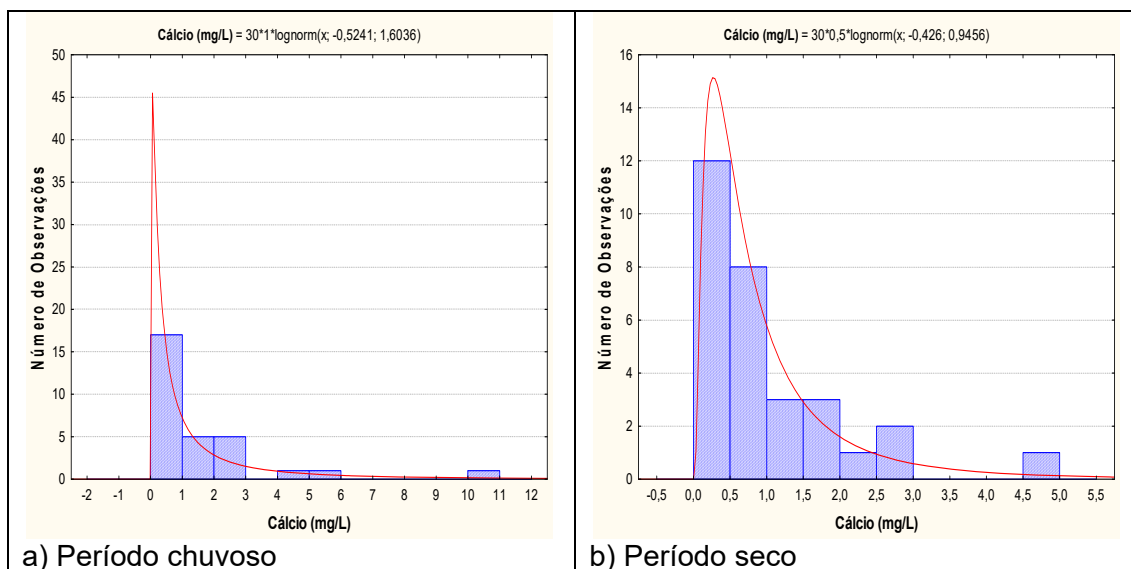 Cálcio (mg/L) = 30*1*lognorm(x; -0,5241; 1,6036)
50
45
40
35
30
25
20
15
10
5
0
Número de Observações
-2 -1 0 1 2 3 4 5 6 7 8 9 10 11 12
Cálcio (mg/L)
a) Período chuvoso
Cálcio (mg/L) = 30*0,5*lognorm(x; -0,426; 0,9456)
16
14
12
10
8
6
4
2
0
Número de Observações
-0,5 0,0 0,5 1,0 1,5 2,0 2,5 3,0 3,5 4,0 4,5 5,0 5,5
Cálcio (mg/L)
b) Período seco